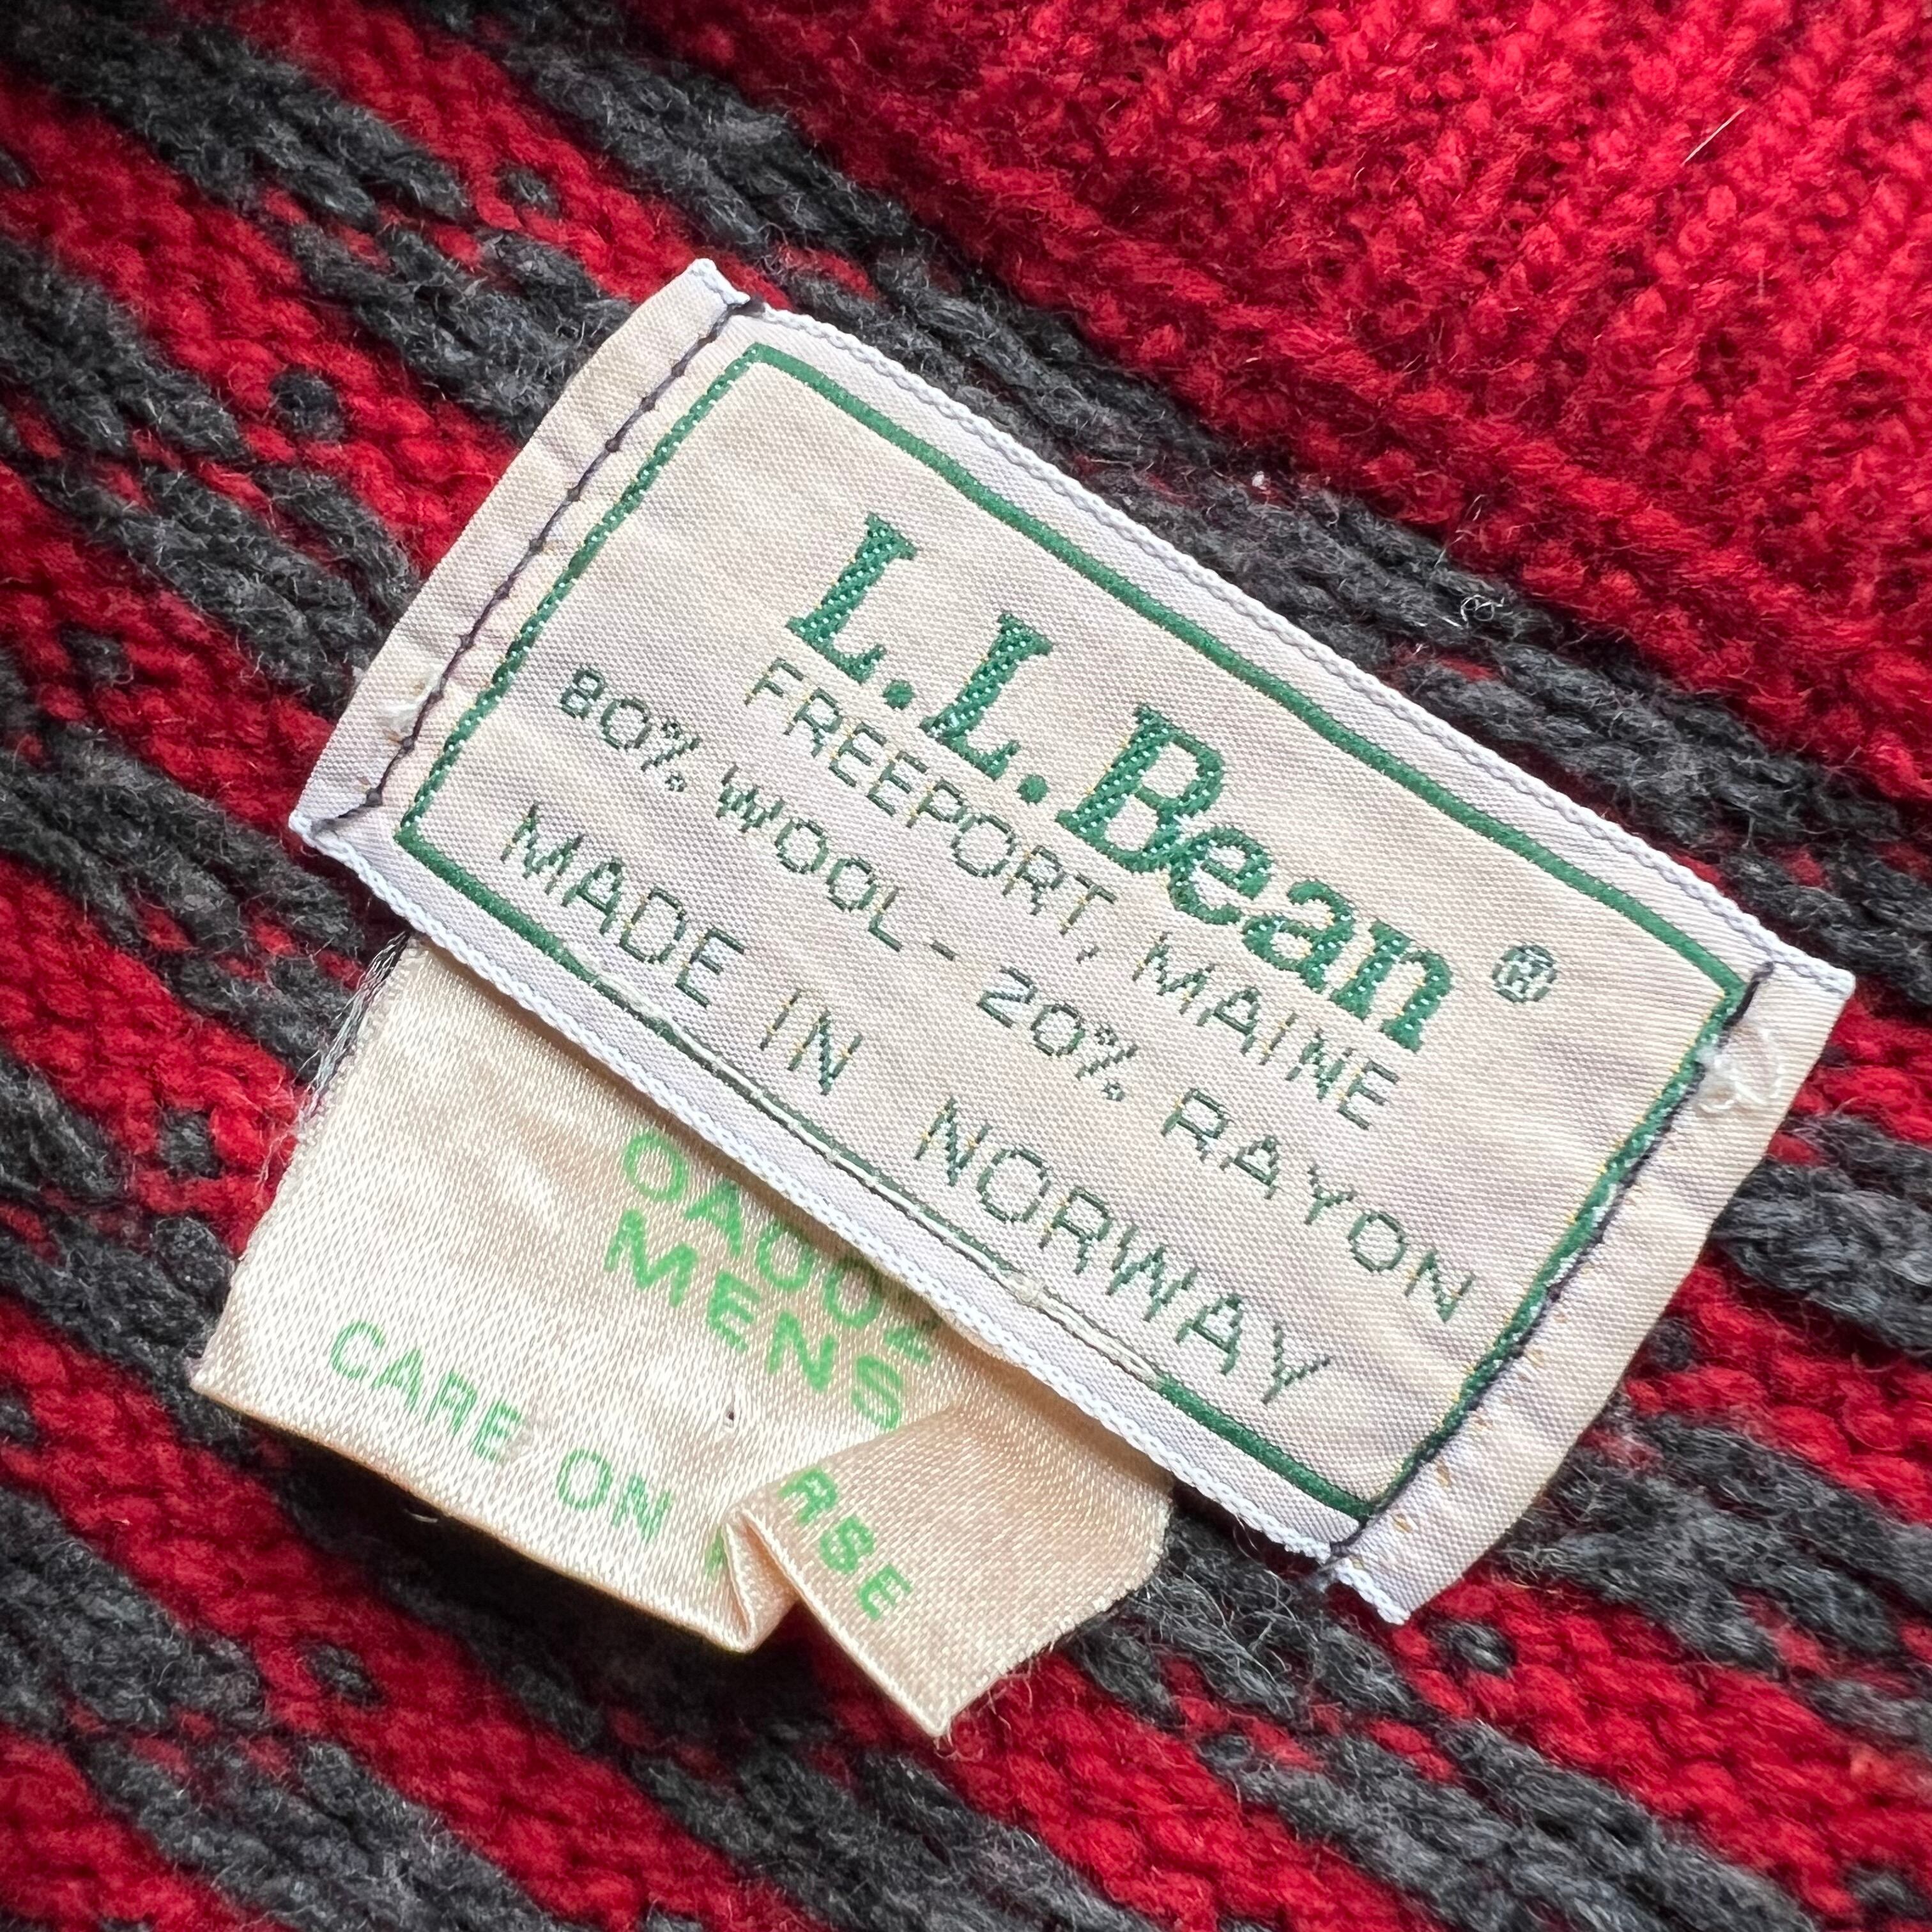 L.L.Bean ®
FREEPORT, MAINE
80% WOOL - 20% RAYON
MADE IN NORWAY
MENS
CARE ON